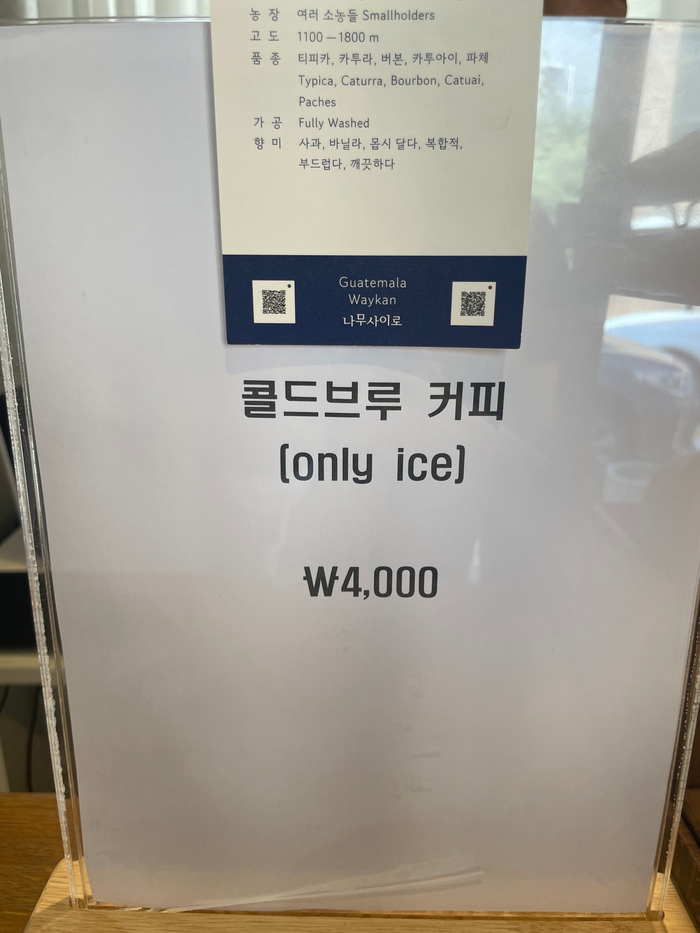 농 장 여러 소농들 Smallholders
고 도 1100 — 1800 m
품 종 티피카, 카투라, 버본, 카투아이, 파체
Typica, Caturra, Bourbon, Catuai,
Paches
가 공 Fully Washed
향 미 사과, 바닐라, 몹시 달다, 복합적,
부드럽다, 깨끗하다
Guatemala
Waykan
나무사이로
콜드브루 커피
(only ice)
₩4,000